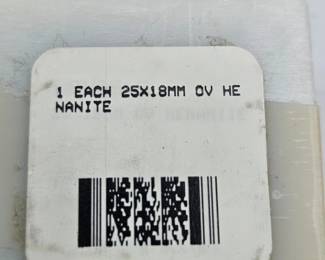 1 EACH 25X18MM OV HE
NANITE